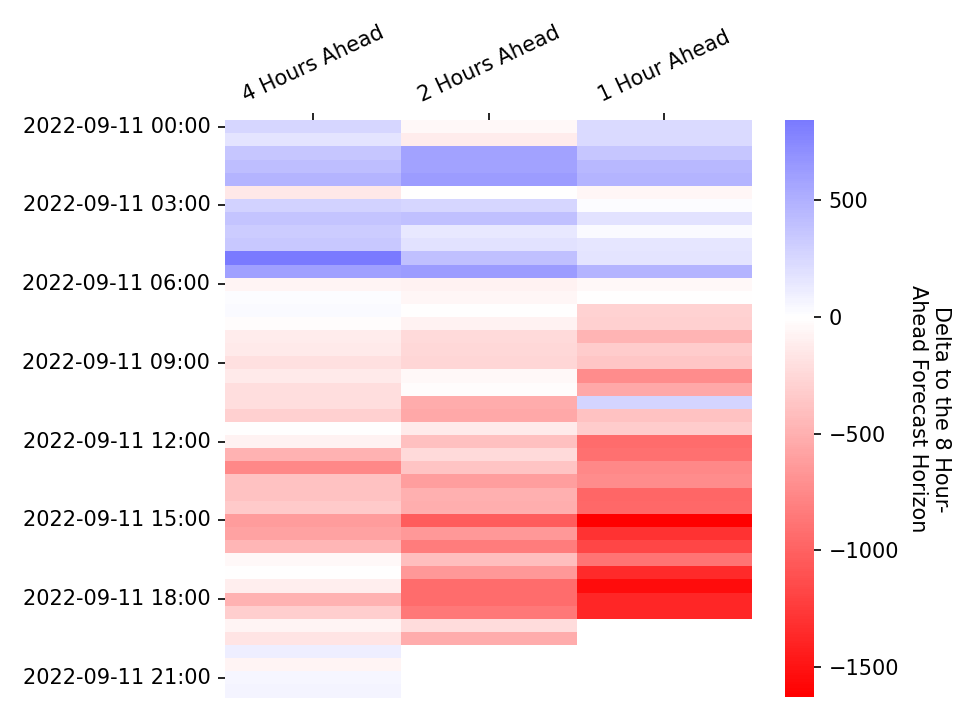 4 Hours Ahead
2 Hours Ahead
1 Hour Ahead
2022-09-11 00:00
2022-09-11 03:00
2022-09-11 06:00
2022-09-11 09:00
2022-09-11 12:00
2022-09-11 15:00
2022-09-11 18:00
2022-09-11 21:00
500
0
−500
−1000
−1500
Delta to the 8 Hour-
Ahead Forecast Horizon